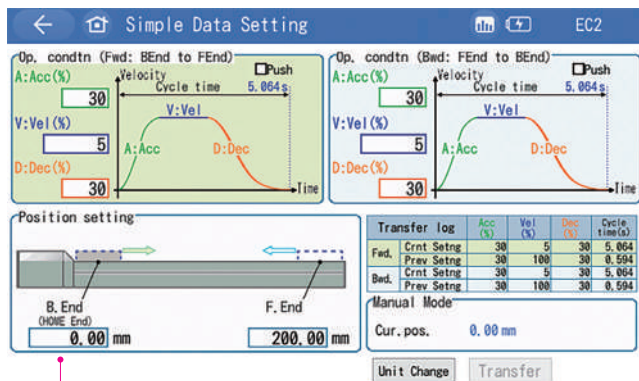 Simple Data Setting EC2
Op. condtn (Fwd: BEnd to FEnd)
A:Acc(%)
30
V:Vel(%)
5
D:Dec(%)
30
Velocity
Push
Cycle time 5.064s
V:Vel
A:Acc D:Dec
Time
Op. condtn (Bwd: FEnd to BEnd)
A:Acc(%)
30
V:Vel(%)
5
D:Dec(%)
30
Velocity
Push
Cycle time 5.064s
V:Vel
A:Acc D:Dec
Time
Position setting
B.End
(HOME End)
0.00 mm
F.End
200.00 mm
Transfer log Acc (%) Vel (%) Dec (%) Cycle time(s)
Fwd. Crnt Setng 30 5 30 5.064
Prev Setng 30 100 30 0.594
Bwd. Crnt Setng 30 5 30 5.064
Prev Setng 30 100 30 0.594
Manual Mode
Cur.pos. 0.00 mm
Unit Change Transfer